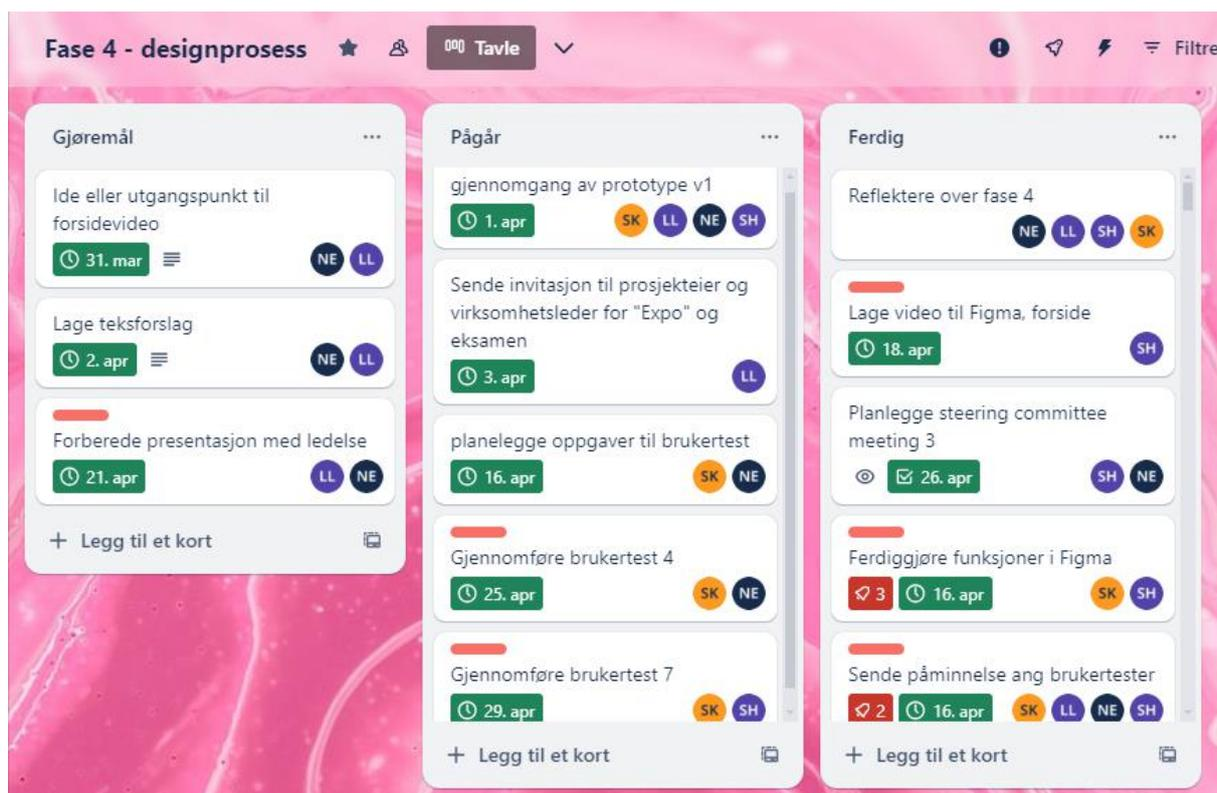 Fase 4 - designprosess
Tavle
Filtre
Gjøremål
Ide eller utgangspunkt til
forsidevideo
31. mar
NE LL
Lage teksforslag
2. apr
NE LL
Forberede presentasjon med ledelse
21. apr
LL NE
+ Legg til et kort
Pågår
gjennomgang av prototype v1
1. apr
SK LL NE SH
Sende invitasjon til prosjekteier og
virksomhetsleder for "Expo" og
eksamen
3. apr
LL
planelegge oppgaver til brukertest
16. apr
SK NE
Gjennomføre brukertest 4
25. apr
SK NE
Gjennomføre brukertest 7
29. apr
SK SH
+ Legg til et kort
Ferdig
Reflektere over fase 4
NE LL SH SK
Lage video til Figma, forside
18. apr
SH
Planlegge steering committee
meeting 3
26. apr
SH NE
Ferdiggjøre funksjoner i Figma
3 16. apr
SK SH
Sende påminnelse ang brukertester
2 16. apr
SK LL NE SH
+ Legg til et kort